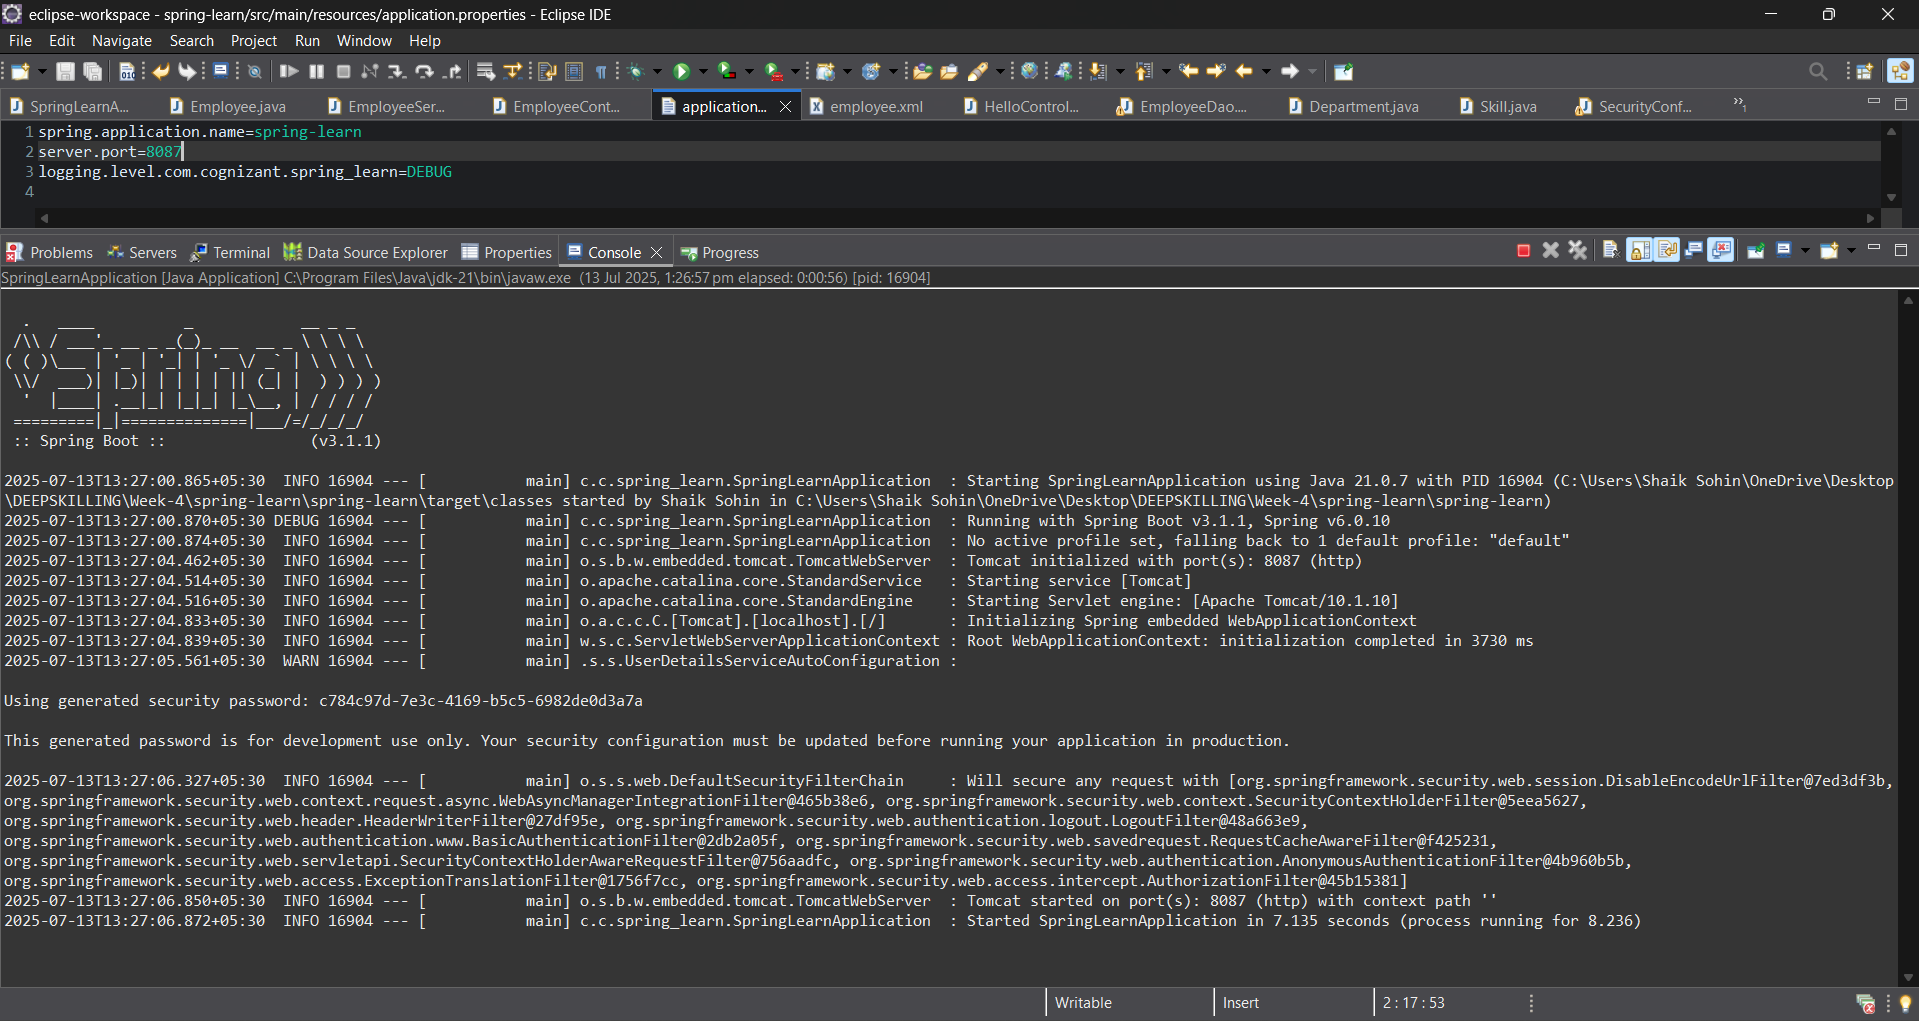 eclipse-workspace - spring-learn/src/main/resources/application.properties - Eclipse IDE
File Edit Navigate Search Project Run Window Help
SpringLearnA... Employee.java EmployeeSer... EmployeeCont... application... employee.xml HelloControl... EmployeeDao.... Department.java Skill.java SecurityConf... »1
1 spring.application.name=spring-learn
2 server.port=8087
3 logging.level.com.cognizant.spring_learn=DEBUG
4
Problems Servers Terminal Data Source Explorer Properties Console Progress
SpringLearnApplication [Java Application] C:\Program Files\Java\jdk-21\bin\javaw.exe (13 Jul 2025, 1:26:57 pm elapsed: 0:00:56) [pid: 16904]
  .   ____          _            __ _ _
 /\\ / ___'_ __ _ _(_)_ __  __ _ \ \ \ \
( ( )\___ | '_ | '_| | '_ \/ _` | \ \ \ \
 \\/  ___)| |_)| | | | | || (_| |  ) ) ) )
  '  |____| .__|_| |_|_| |_\__, | / / / /
 =========|_|==============|___/=/_/_/_/
 :: Spring Boot ::                (v3.1.1)
2025-07-13T13:27:00.865+05:30  INFO 16904 --- [           main] c.c.spring_learn.SpringLearnApplication  : Starting SpringLearnApplication using Java 21.0.7 with PID 16904 (C:\Users\Shaik Sohin\OneDrive\Desktop
\DEEPSKILLING\Week-4\spring-learn\spring-learn\target\classes started by Shaik Sohin in C:\Users\Shaik Sohin\OneDrive\Desktop\DEEPSKILLING\Week-4\spring-learn\spring-learn)
2025-07-13T13:27:00.870+05:30 DEBUG 16904 --- [           main] c.c.spring_learn.SpringLearnApplication  : Running with Spring Boot v3.1.1, Spring v6.0.10
2025-07-13T13:27:00.874+05:30  INFO 16904 --- [           main] c.c.spring_learn.SpringLearnApplication  : No active profile set, falling back to 1 default profile: "default"
2025-07-13T13:27:04.462+05:30  INFO 16904 --- [           main] o.s.b.w.embedded.tomcat.TomcatWebServer  : Tomcat initialized with port(s): 8087 (http)
2025-07-13T13:27:04.514+05:30  INFO 16904 --- [           main] o.apache.catalina.core.StandardService   : Starting service [Tomcat]
2025-07-13T13:27:04.516+05:30  INFO 16904 --- [           main] o.apache.catalina.core.StandardEngine    : Starting Servlet engine: [Apache Tomcat/10.1.10]
2025-07-13T13:27:04.833+05:30  INFO 16904 --- [           main] o.a.c.c.C.[Tomcat].[localhost].[/]       : Initializing Spring embedded WebApplicationContext
2025-07-13T13:27:04.839+05:30  INFO 16904 --- [           main] w.s.c.ServletWebServerApplicationContext : Root WebApplicationContext: initialization completed in 3730 ms
2025-07-13T13:27:05.561+05:30  WARN 16904 --- [           main] .s.s.UserDetailsServiceAutoConfiguration :
Using generated security password: c784c97d-7e3c-4169-b5c5-6982de0d3a7a
This generated password is for development use only. Your security configuration must be updated before running your application in production.
2025-07-13T13:27:06.327+05:30  INFO 16904 --- [           main] o.s.s.web.DefaultSecurityFilterChain     : Will secure any request with [org.springframework.security.web.session.DisableEncodeUrlFilter@7ed3df3b,
org.springframework.security.web.context.request.async.WebAsyncManagerIntegrationFilter@465b38e6, org.springframework.security.web.context.SecurityContextHolderFilter@5eea5627,
org.springframework.security.web.header.HeaderWriterFilter@27df95e, org.springframework.security.web.authentication.logout.LogoutFilter@48a663e9,
org.springframework.security.web.authentication.www.BasicAuthenticationFilter@2db2a05f, org.springframework.security.web.savedrequest.RequestCacheAwareFilter@f425231,
org.springframework.security.web.servletapi.SecurityContextHolderAwareRequestFilter@756aadfc, org.springframework.security.web.authentication.AnonymousAuthenticationFilter@4b960b5b,
org.springframework.security.web.access.ExceptionTranslationFilter@1756f7cc, org.springframework.security.web.access.intercept.AuthorizationFilter@45b15381]
2025-07-13T13:27:06.850+05:30  INFO 16904 --- [           main] o.s.b.w.embedded.tomcat.TomcatWebServer  : Tomcat started on port(s): 8087 (http) with context path ''
2025-07-13T13:27:06.872+05:30  INFO 16904 --- [           main] c.c.spring_learn.SpringLearnApplication  : Started SpringLearnApplication in 7.135 seconds (process running for 8.236)
Writable Insert 2 : 17 : 53